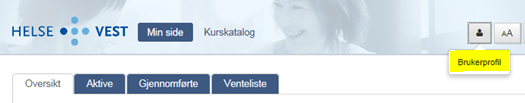 HELSE VEST Min side Kurskatalog AA
Brukerprofil
Oversikt Aktive Gjennomførte Venteliste